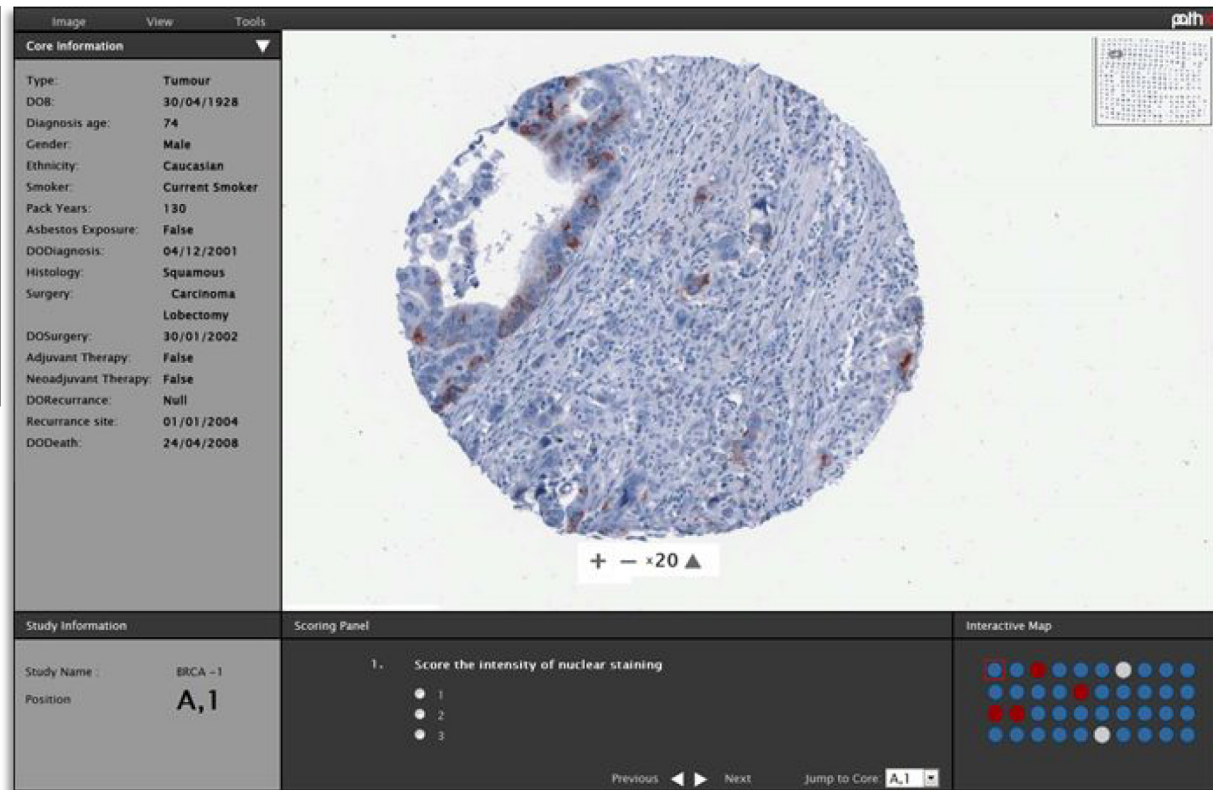 Image View Tools
pathX
Core Information
Type: Tumour
DOB: 30/04/1928
Diagnosis age: 74
Gender: Male
Ethnicity: Caucasian
Smoker: Current Smoker
Pack Years: 130
Asbestos Exposure: False
DODiagnosis: 04/12/2001
Histology: Squamous
Surgery: Carcinoma
Lobectomy
DOSurgery: 30/01/2002
Adjuvant Therapy: False
Neoadjuvant Therapy: False
DORecurrance: Null
Recurrance site: 01/01/2004
DODeath: 24/04/2008
+ − ×20
Study Information
Study Name : BRCA -1
Position A,1
Scoring Panel
1. Score the intensity of nuclear staining
1
2
3
Previous Next Jump to Core: A,1
Interactive Map